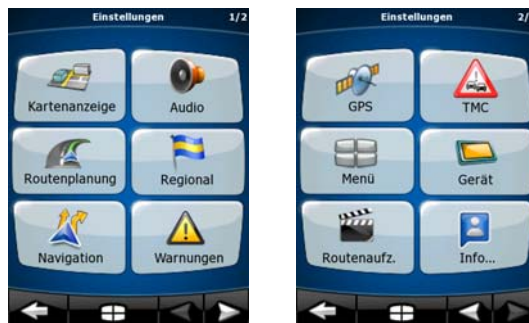 Einstellungen 1/2
Kartenanzeige Audio
Routenplanung Regional
Navigation Warnungen
Einstellungen 2/
GPS TMC
Menü Gerät
Routenaufz. Info...